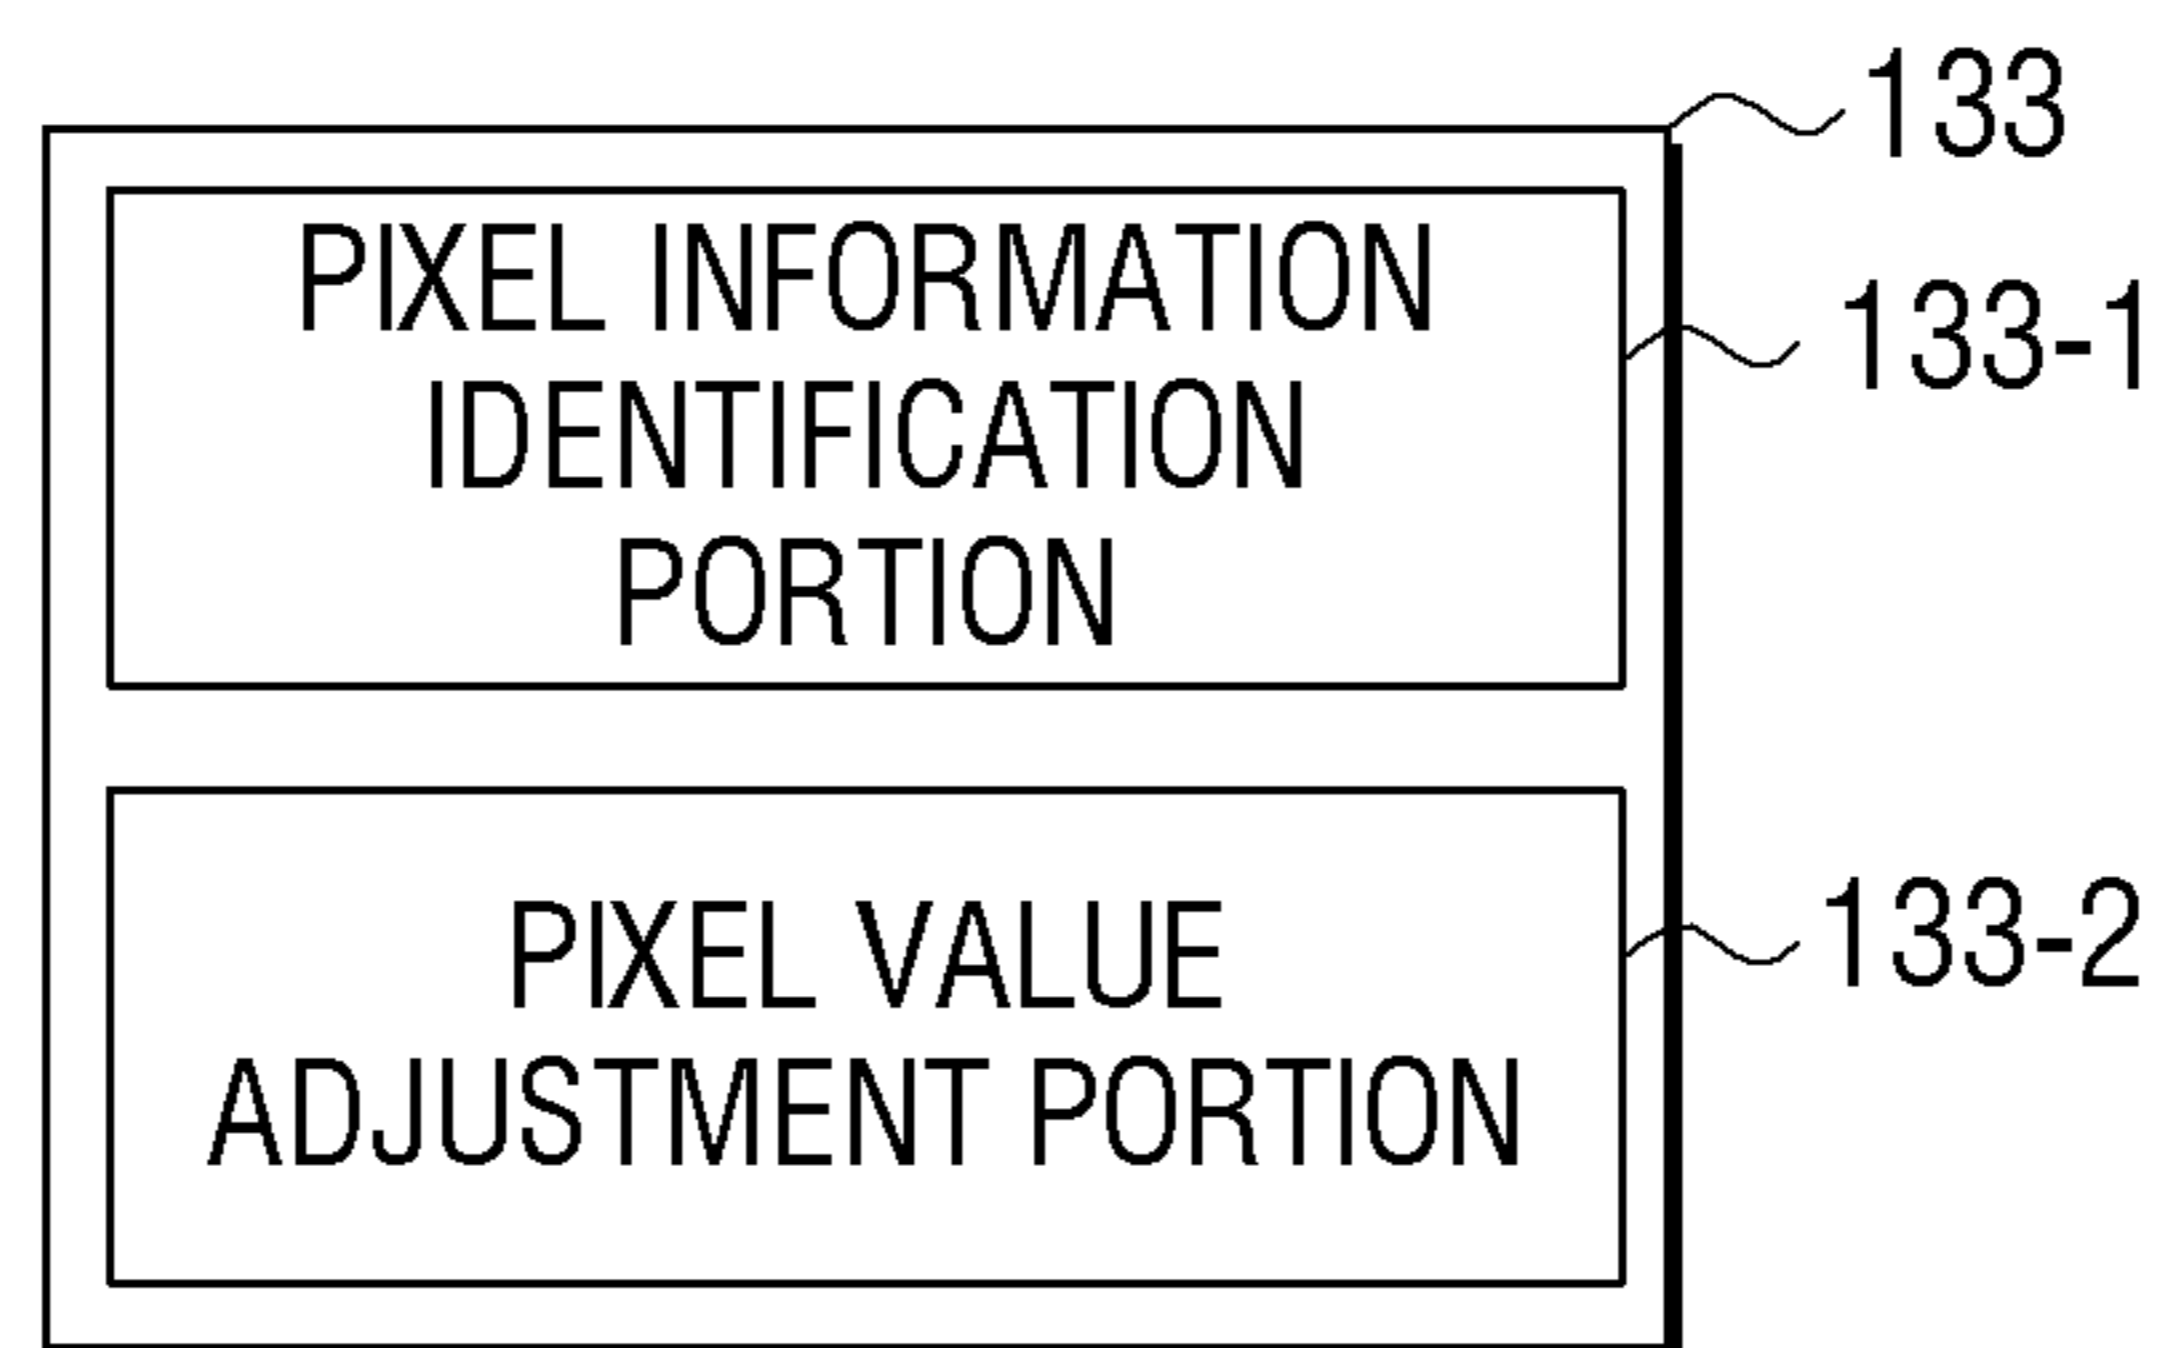 133
PIXEL INFORMATION
IDENTIFICATION
PORTION
133-1
PIXEL VALUE
ADJUSTMENT PORTION
133-2